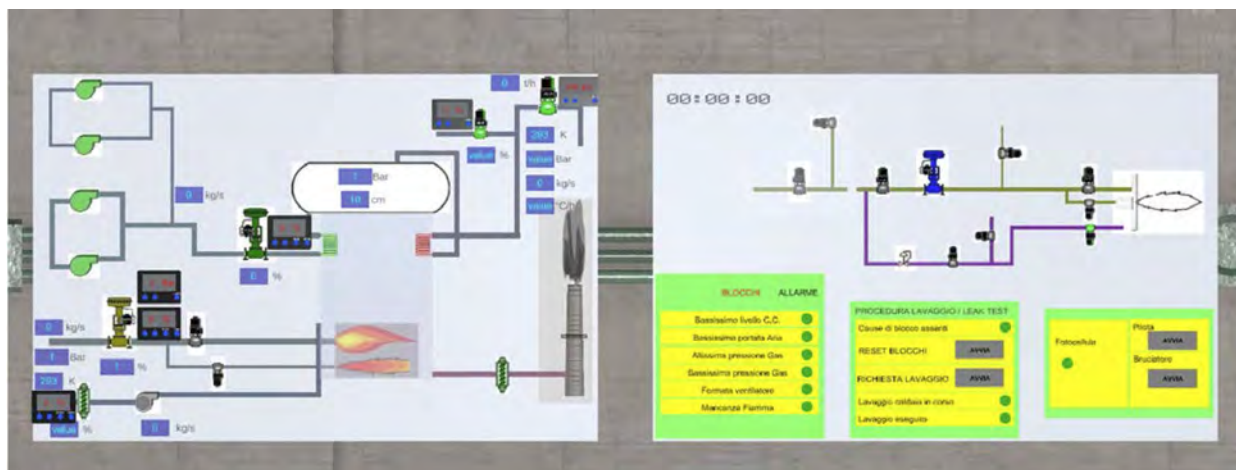 0 t/h
value %
293 K
value Bar
0 kg/s
value °C/h
1 Bar
10 cm
0 kg/s
0 %
0 kg/s
1 Bar
1 %
293 K
value %
0 kg/s
00:00:00
BLOCCHI ALLARME
Bassissimo livello C.C.
Bassissima portata Aria
Altissima pressione Gas
Bassissima pressione Gas
Fermata ventilatore
Mancanza Fiamma
PROCEDURA LAVAGGIO / LEAK TEST
Cause di blocco assenti
RESET BLOCCHI AVVIA
RICHIESTA LAVAGGIO AVVIA
Lavaggio caldaia in corso
Lavaggio eseguito
Fotocellule
Pilota
AVVIA
Bruciatore
AVVIA